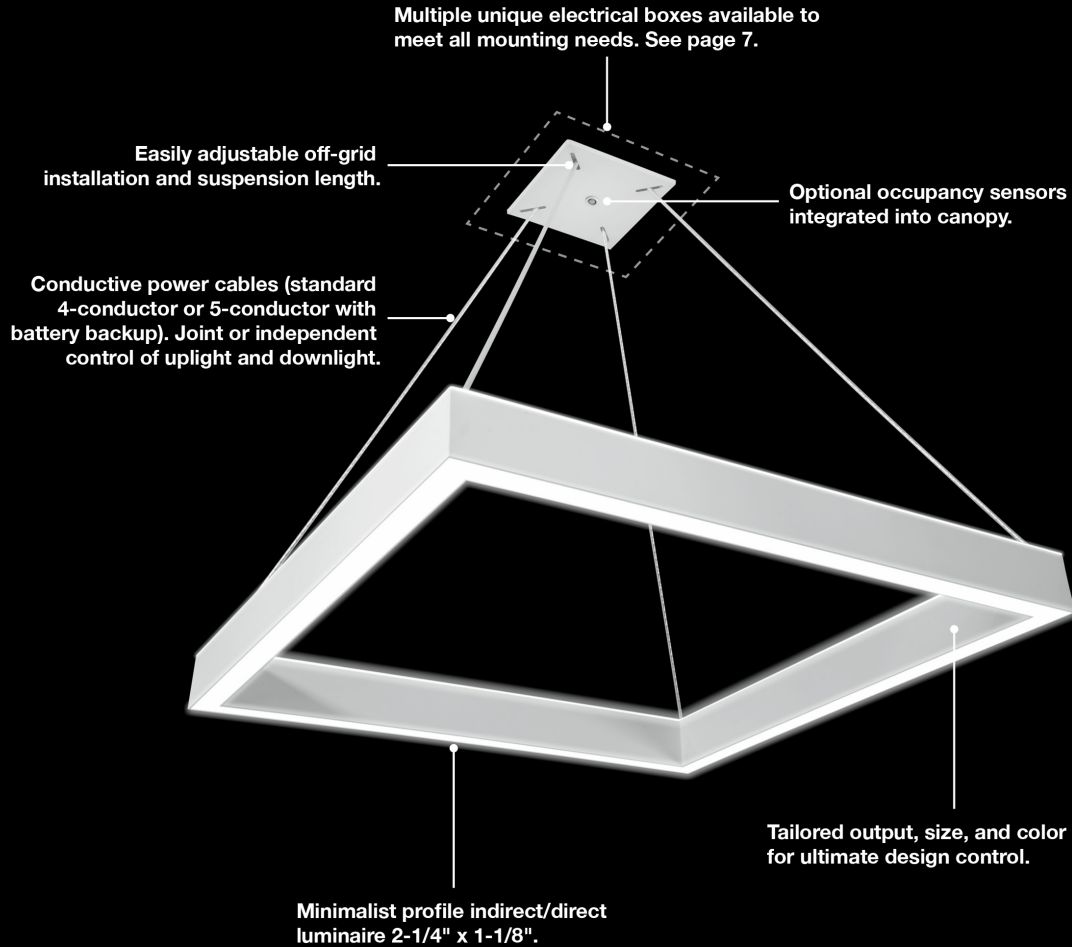 Multiple unique electrical boxes available to
meet all mounting needs. See page 7.
Easily adjustable off-grid
installation and suspension length.
Optional occupancy sensors
integrated into canopy.
Conductive power cables (standard
4-conductor or 5-conductor with
battery backup). Joint or independent
control of uplight and downlight.
Tailored output, size, and color
for ultimate design control.
Minimalist profile indirect/direct
luminaire 2-1/4" x 1-1/8".